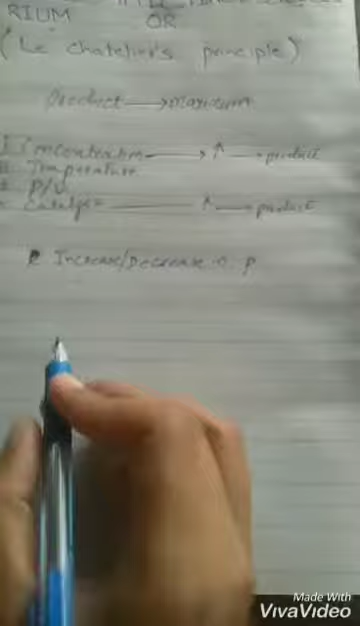 RIUM OR
(Le chatelier's principle)
Product → maximum
Concentration → ↑ → product
Temperature
P/V
Catalyst ↑ → product
Increase/Decrease P
Made With
VivaVideo